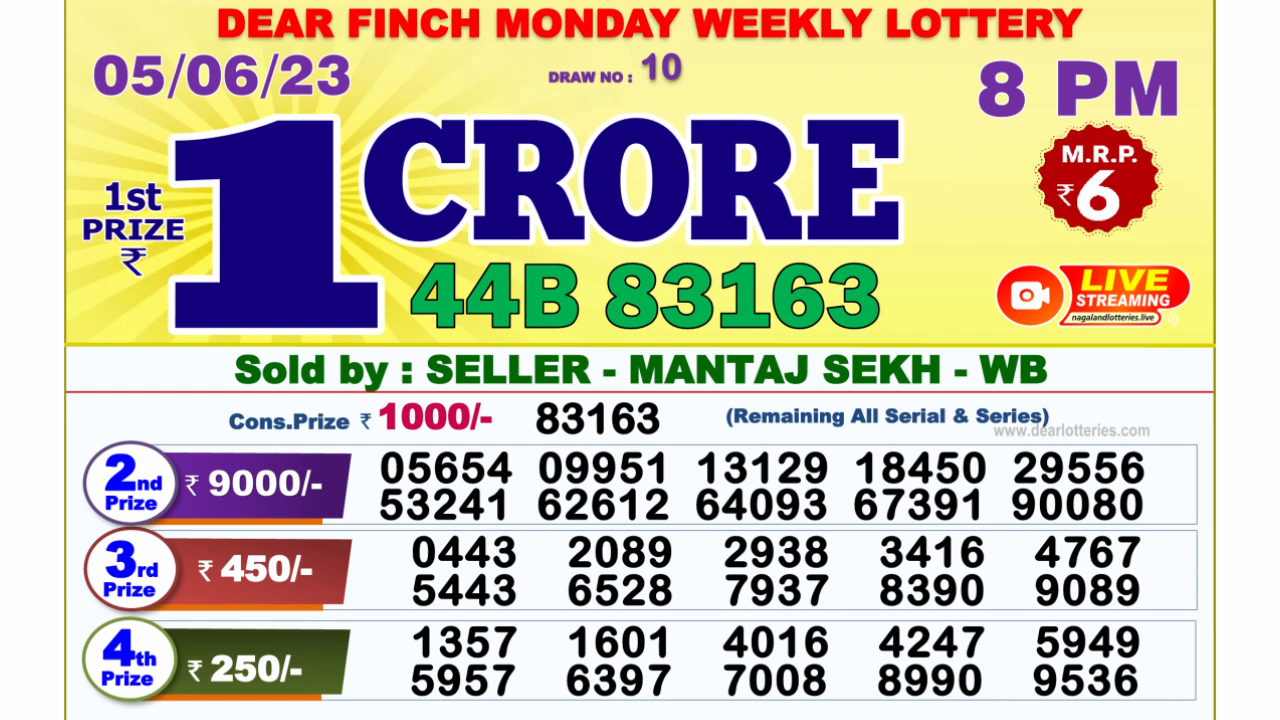 DEAR FINCH MONDAY WEEKLY LOTTERY
05/06/23
DRAW NO : 10
8 PM
1st
PRIZE
₹
1 CRORE
M.R.P.
₹ 6
44B 83163
LIVE
STREAMING
nagalandlotteries.live
Sold by : SELLER - MANTAJ SEKH - WB
Cons.Prize ₹ 1000/- 83163 (Remaining All Serial & Series)
www.dearlotteries.com
2nd Prize ₹ 9000/-
05654 09951 13129 18450 29556
53241 62612 64093 67391 90080
3rd Prize ₹ 450/-
0443 2089 2938 3416 4767
5443 6528 7937 8390 9089
4th Prize ₹ 250/-
1357 1601 4016 4247 5949
5957 6397 7008 8990 9536